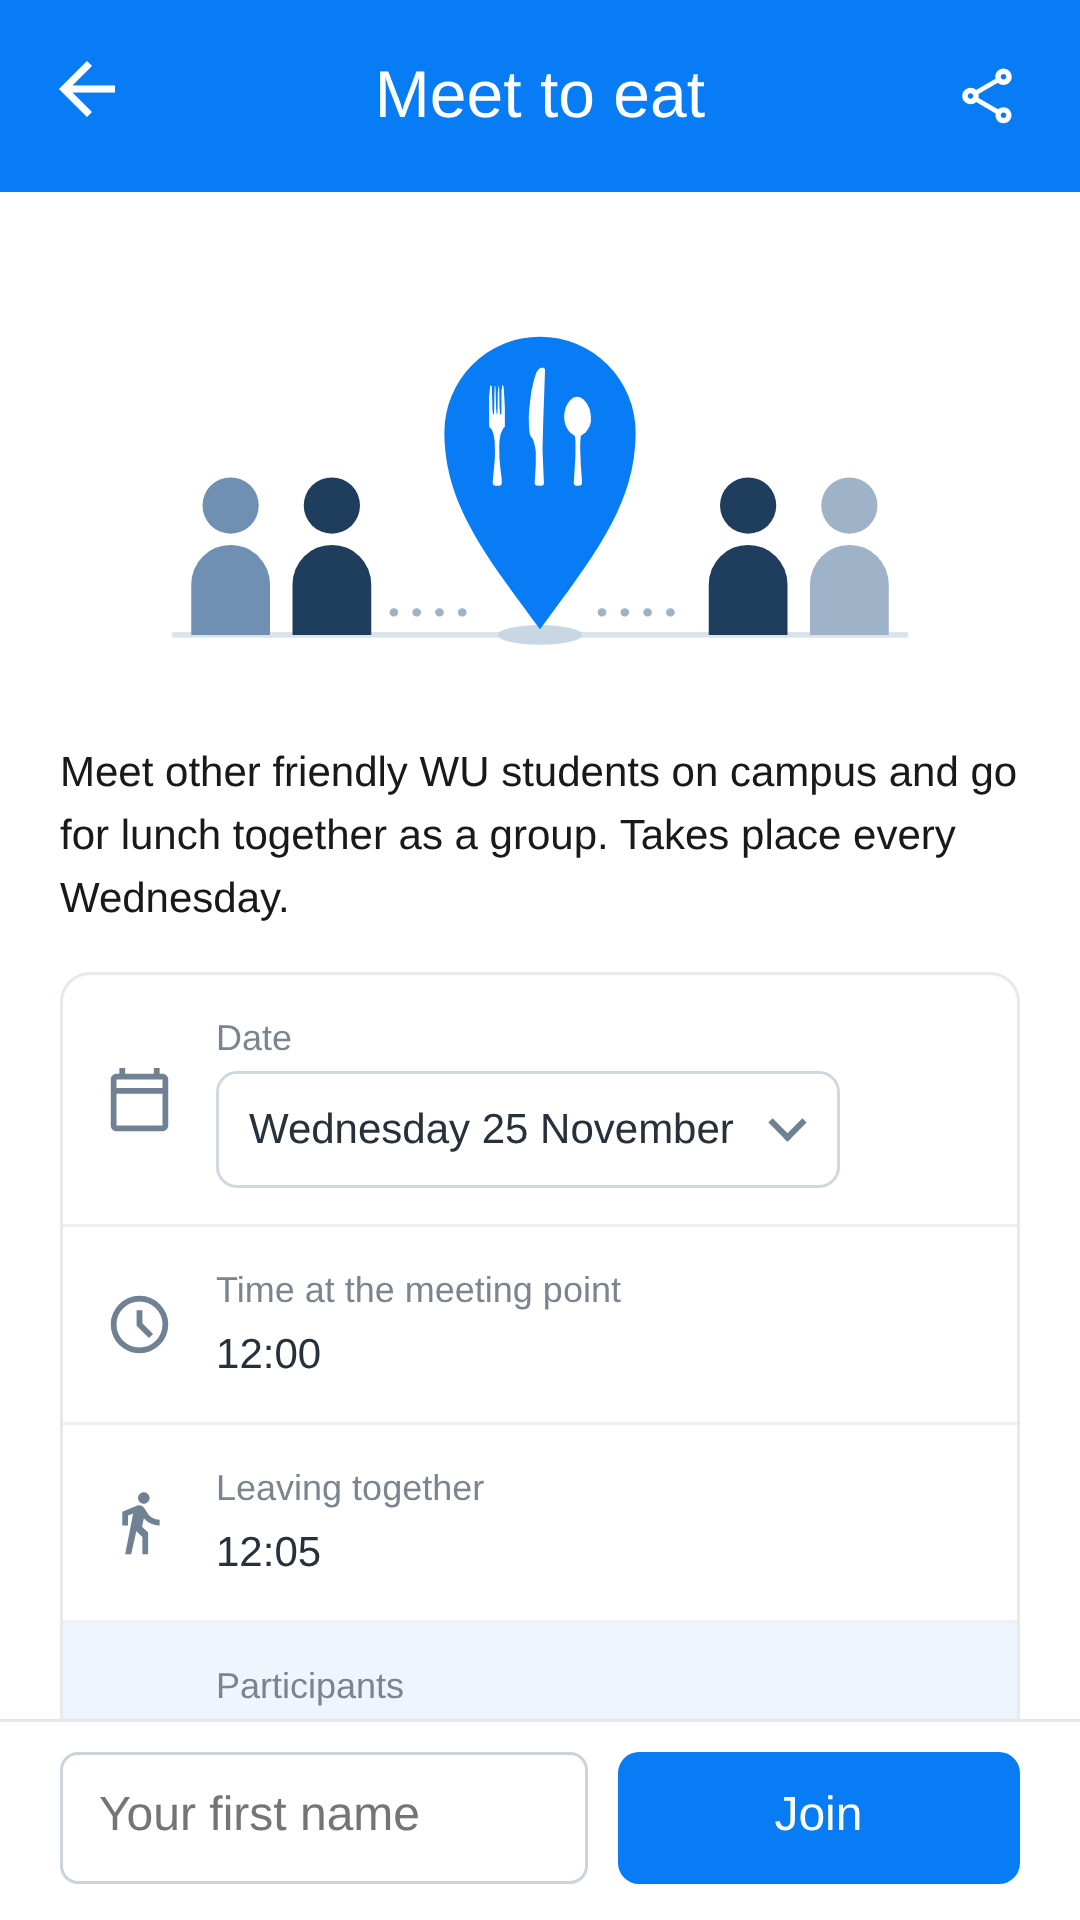 Meet to eat
Meet other friendly WU students on campus and go
for lunch together as a group. Takes place every
Wednesday.
Date
Wednesday 25 November
Time at the meeting point
12:00
Leaving together
12:05
Participants
Your first name
Join